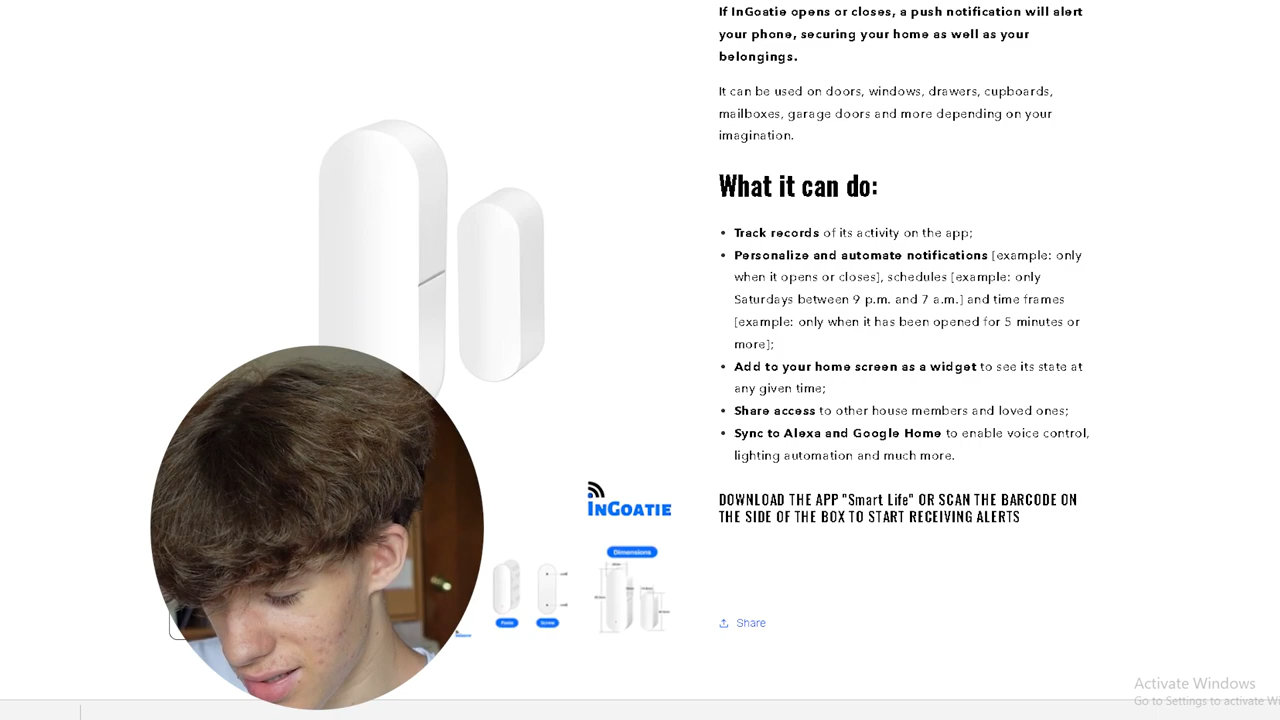 If InGoatie opens or closes, a push notification will alert
your phone, securing your home as well as your
belongings.
It can be used on doors, windows, drawers, cupboards,
mailboxes, garage doors and more depending on your
imagination.
What it can do:
• Track records of its activity on the app;
• Personalize and automate notifications [example: only
when it opens or closes], schedules [example: only
Saturdays between 9 p.m. and 7 a.m.] and time frames
[example: only when it has been opened for 5 minutes or
more];
• Add to your home screen as a widget to see its state at
any given time;
• Share access to other house members and loved ones;
• Sync to Alexa and Google Home to enable voice control,
lighting automation and much more.
INGOATIE
DOWNLOAD THE APP "Smart Life" OR SCAN THE BARCODE ON
THE SIDE OF THE BOX TO START RECEIVING ALERTS
Dimensions
Share
Activate Windows
Go to Settings to activate Wi